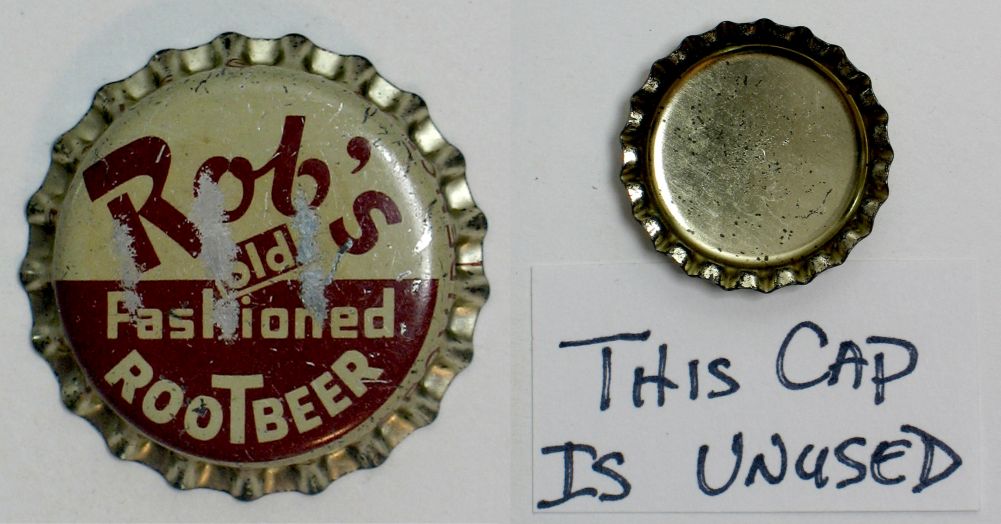 Rob's
old
Fashioned
ROOTBEER
THIS CAP
IS UNUSED